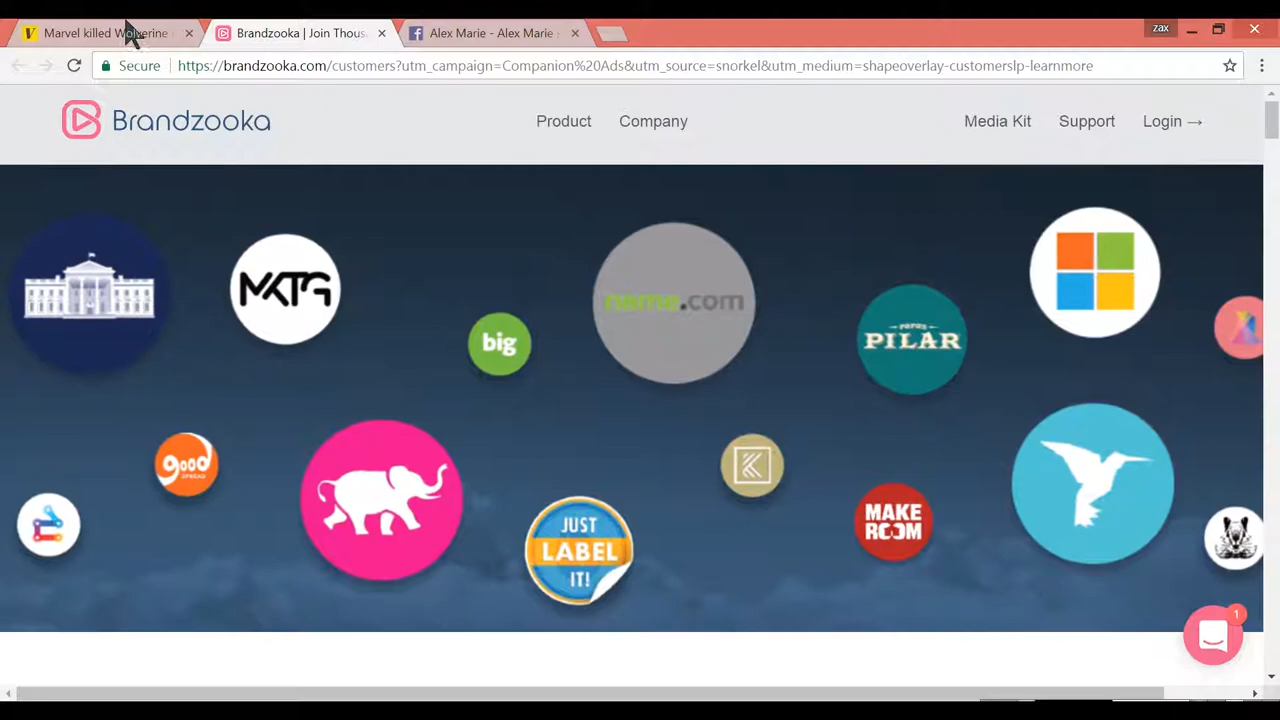 Marvel killed Wolverine
Brandzooka | Join Thous
Alex Marie - Alex Marie
zax
Secure
https://brandzooka.com/customers?utm_campaign=Companion%20Ads&utm_source=snorkel&utm_medium=shapeoverlay-customerslp-learnmore
Brandzooka
Product
Company
Media Kit
Support
Login →
MKTG
name.com
big
PAPA'S
PILAR
good
SPREAD
K
MAKE
ROOM
JUST
LABEL
IT!
1